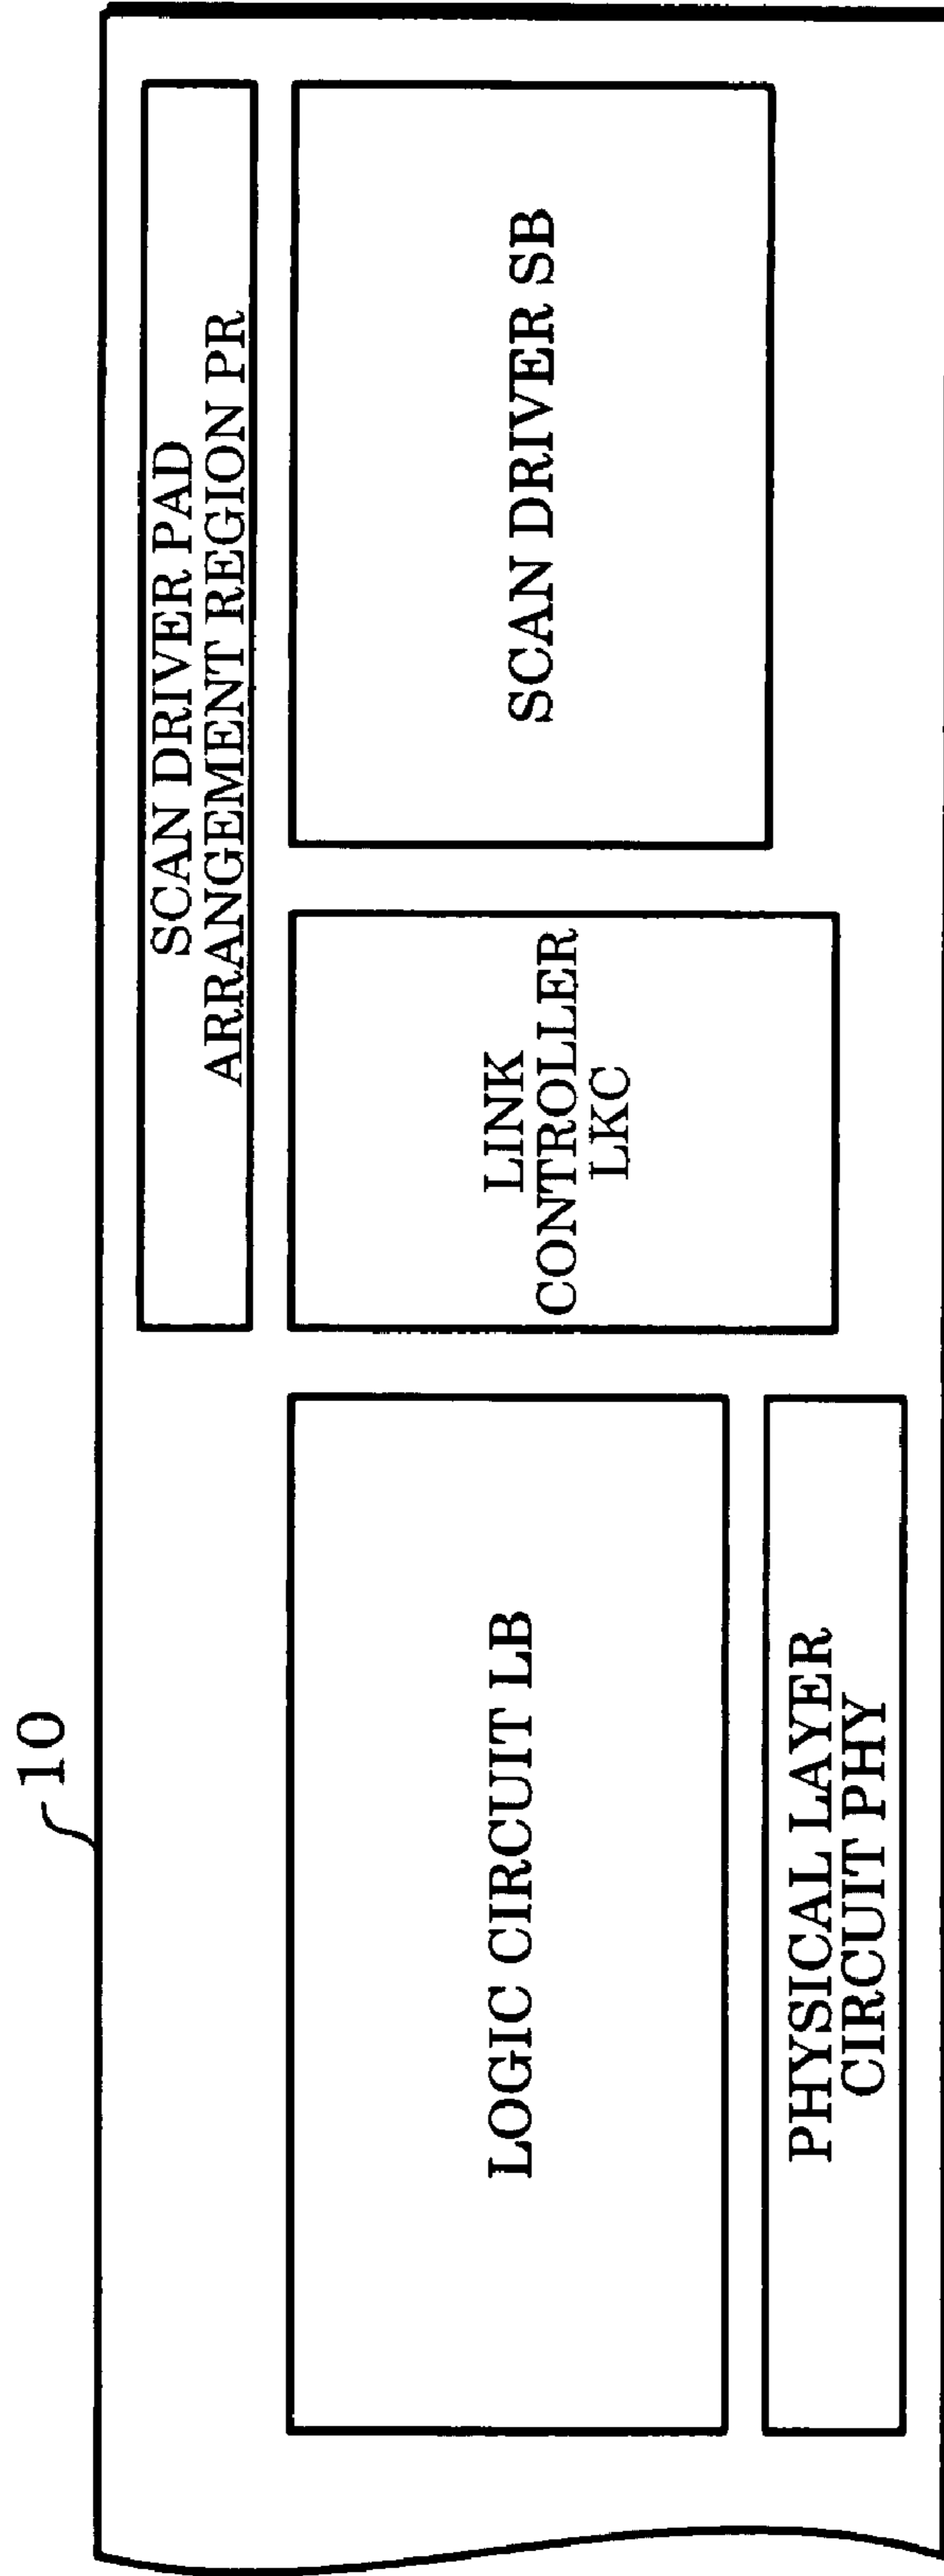 10
SCAN DRIVER PAD
ARRANGEMENT REGION PR
LOGIC CIRCUIT LB
LINK
CONTROLLER
LKC
SCAN DRIVER SB
PHYSICAL LAYER
CIRCUIT PHY